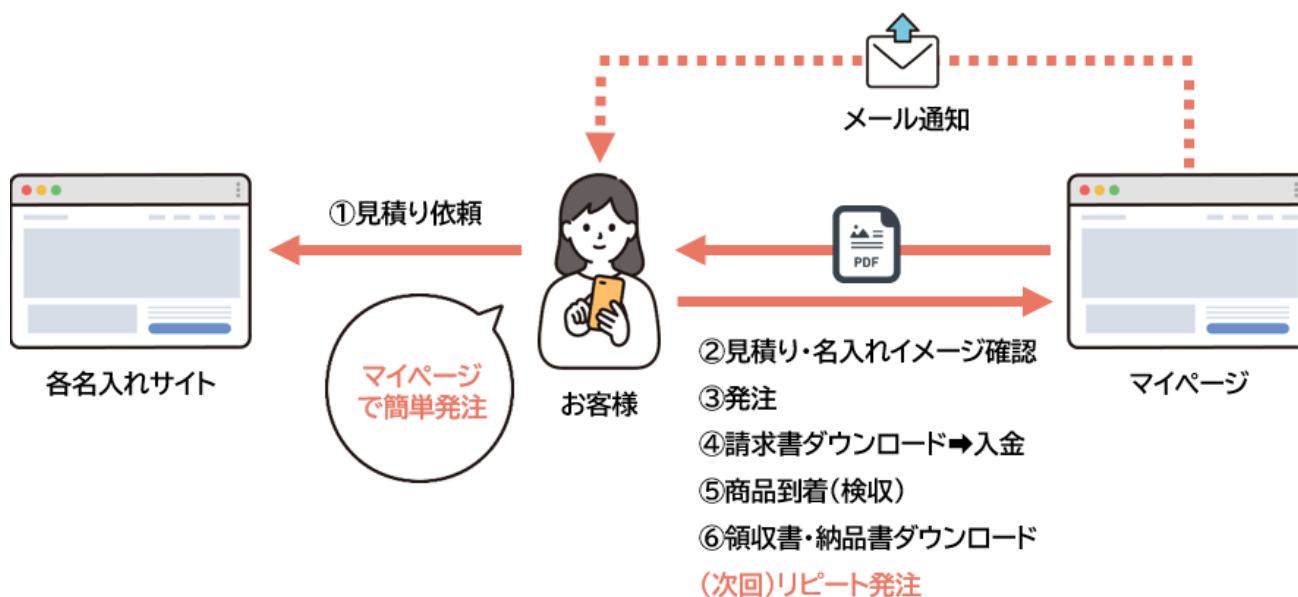 メール通知
①見積り依頼
PDF
各名入れサイト
マイページ
で簡単発注
お客様
②見積り・名入れイメージ確認
③発注
④請求書ダウンロード➡入金
⑤商品到着(検収)
⑥領収書・納品書ダウンロード
(次回)リピート発注
マイページ